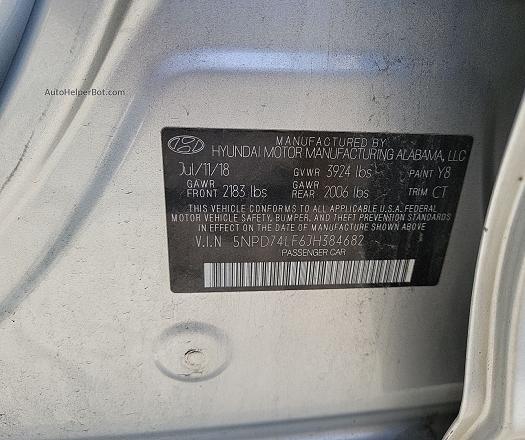 AutoHelperBot.com
MANUFACTURED BY
HYUNDAI MOTOR MANUFACTURING ALABAMA, LLC
Jul/11/18 GVWR 3924 lbs PAINT Y8
GAWR FRONT 2183 lbs GAWR REAR 2006 lbs TRIM CT
THIS VEHICLE CONFORMS TO ALL APPLICABLE U.S. FEDERAL
MOTOR VEHICLE SAFETY, BUMPER, AND THEFT PREVENTION STANDARDS
IN EFFECT ON THE DATE OF MANUFACTURE SHOWN ABOVE
V.I.N 5NPD74LF6JH384682
PASSENGER CAR